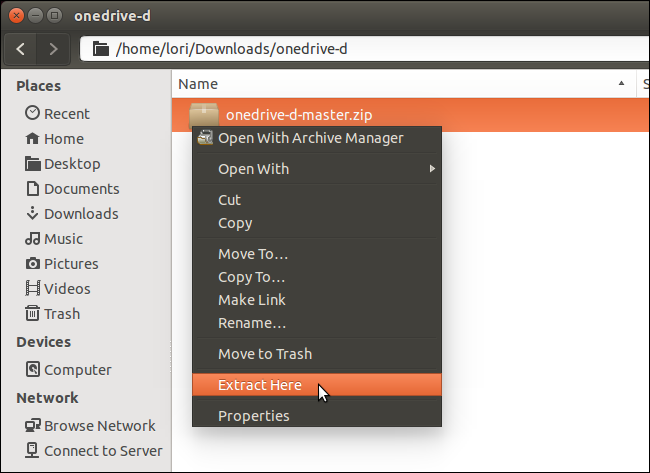 onedrive-d
/home/lori/Downloads/onedrive-d
Places
Recent
Home
Desktop
Documents
Downloads
Music
Pictures
Videos
Trash
Devices
Computer
Network
Browse Network
Connect to Server
Name
S
onedrive-d-master.zip
Open With Archive Manager
Open With
Cut
Copy
Move To...
Copy To...
Make Link
Rename...
Move to Trash
Extract Here
Properties